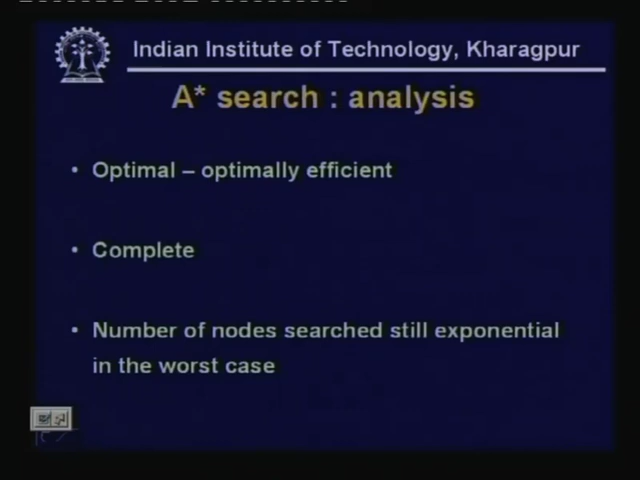 Indian Institute of Technology, Kharagpur
A* search : analysis
• Optimal – optimally efficient
• Complete
• Number of nodes searched still exponential
in the worst case